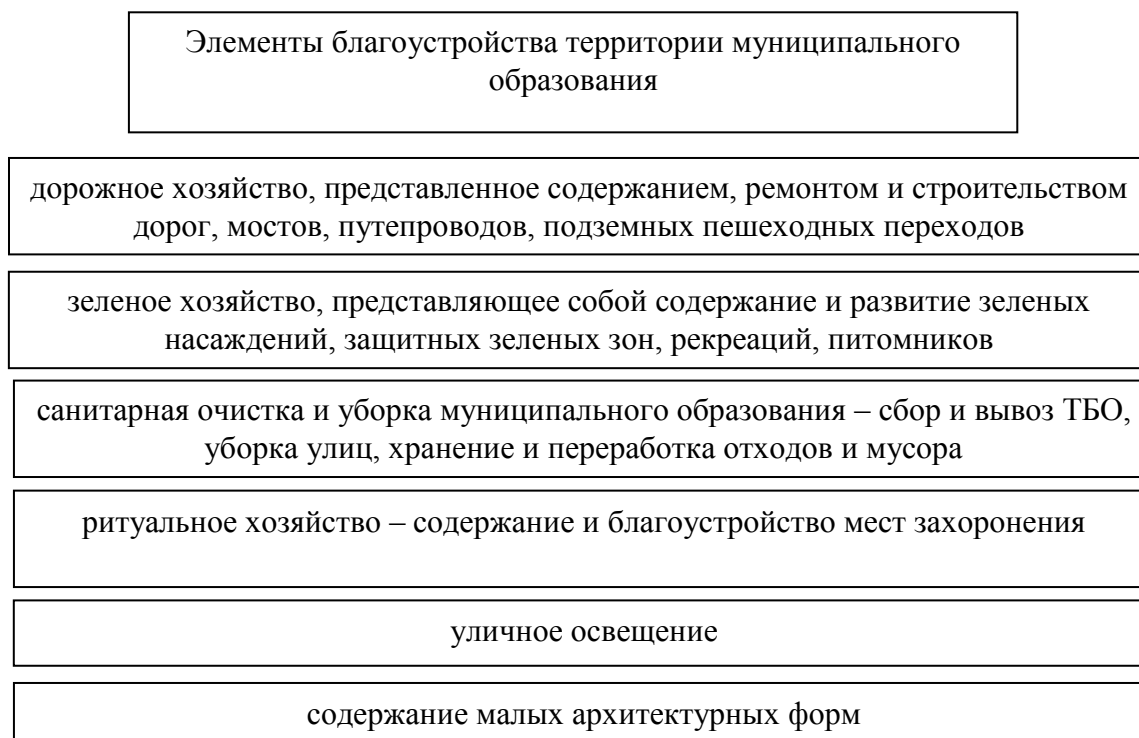 Элементы благоустройства территории муниципального
образования
дорожное хозяйство, представленное содержанием, ремонтом и строительством
дорог, мостов, путепроводов, подземных пешеходных переходов
зеленое хозяйство, представляющее собой содержание и развитие зеленых
насаждений, защитных зеленых зон, рекреаций, питомников
санитарная очистка и уборка муниципального образования – сбор и вывоз ТБО,
уборка улиц, хранение и переработка отходов и мусора
ритуальное хозяйство – содержание и благоустройство мест захоронения
уличное освещение
содержание малых архитектурных форм